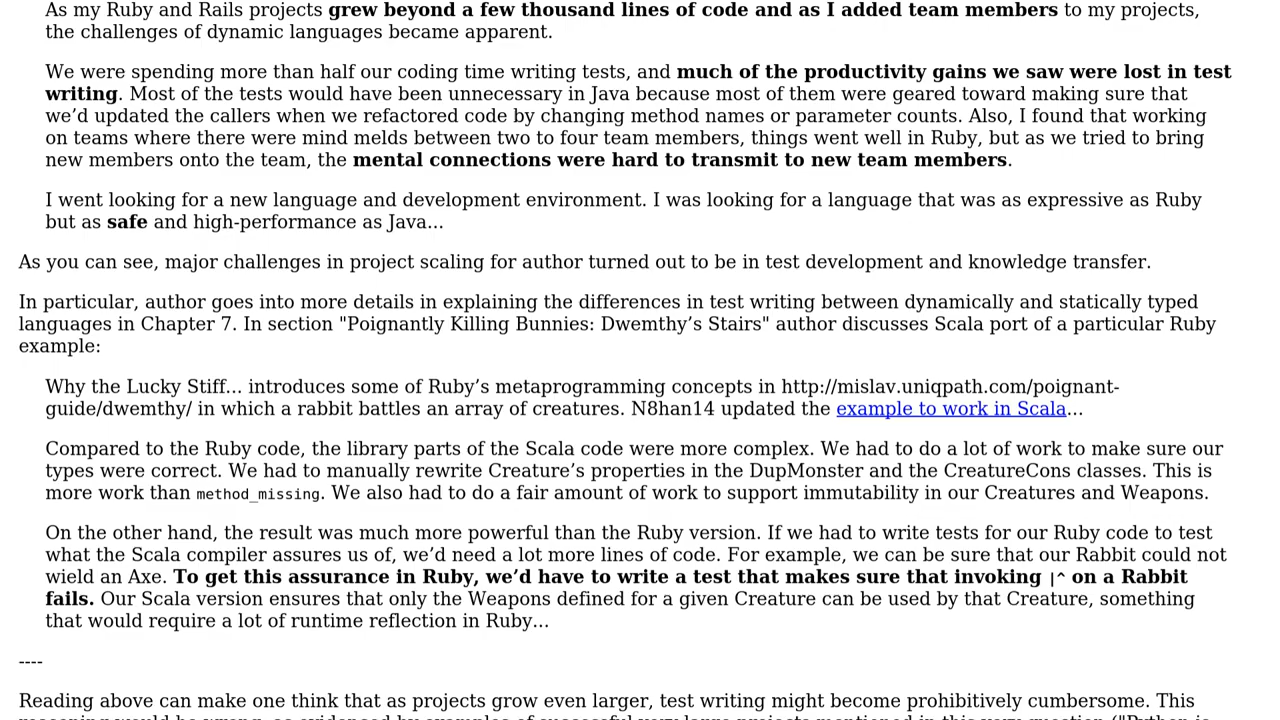 As my Ruby and Rails projects grew beyond a few thousand lines of code and as I added team members to my projects,
the challenges of dynamic languages became apparent.
We were spending more than half our coding time writing tests, and much of the productivity gains we saw were lost in test
writing. Most of the tests would have been unnecessary in Java because most of them were geared toward making sure that
we’d updated the callers when we refactored code by changing method names or parameter counts. Also, I found that working
on teams where there were mind melds between two to four team members, things went well in Ruby, but as we tried to bring
new members onto the team, the mental connections were hard to transmit to new team members.
I went looking for a new language and development environment. I was looking for a language that was as expressive as Ruby
but as safe and high-performance as Java...
As you can see, major challenges in project scaling for author turned out to be in test development and knowledge transfer.
In particular, author goes into more details in explaining the differences in test writing between dynamically and statically typed
languages in Chapter 7. In section "Poignantly Killing Bunnies: Dwemthy’s Stairs" author discusses Scala port of a particular Ruby
example:
Why the Lucky Stiff... introduces some of Ruby’s metaprogramming concepts in http://mislav.uniqpath.com/poignant-
guide/dwemthy/ in which a rabbit battles an array of creatures. N8han14 updated the example to work in Scala...
Compared to the Ruby code, the library parts of the Scala code were more complex. We had to do a lot of work to make sure our
types were correct. We had to manually rewrite Creature’s properties in the DupMonster and the CreatureCons classes. This is
more work than method_missing. We also had to do a fair amount of work to support immutability in our Creatures and Weapons.
On the other hand, the result was much more powerful than the Ruby version. If we had to write tests for our Ruby code to test
what the Scala compiler assures us of, we’d need a lot more lines of code. For example, we can be sure that our Rabbit could not
wield an Axe. To get this assurance in Ruby, we’d have to write a test that makes sure that invoking |^ on a Rabbit
fails. Our Scala version ensures that only the Weapons defined for a given Creature can be used by that Creature, something
that would require a lot of runtime reflection in Ruby...
----
Reading above can make one think that as projects grow even larger, test writing might become prohibitively cumbersome. This